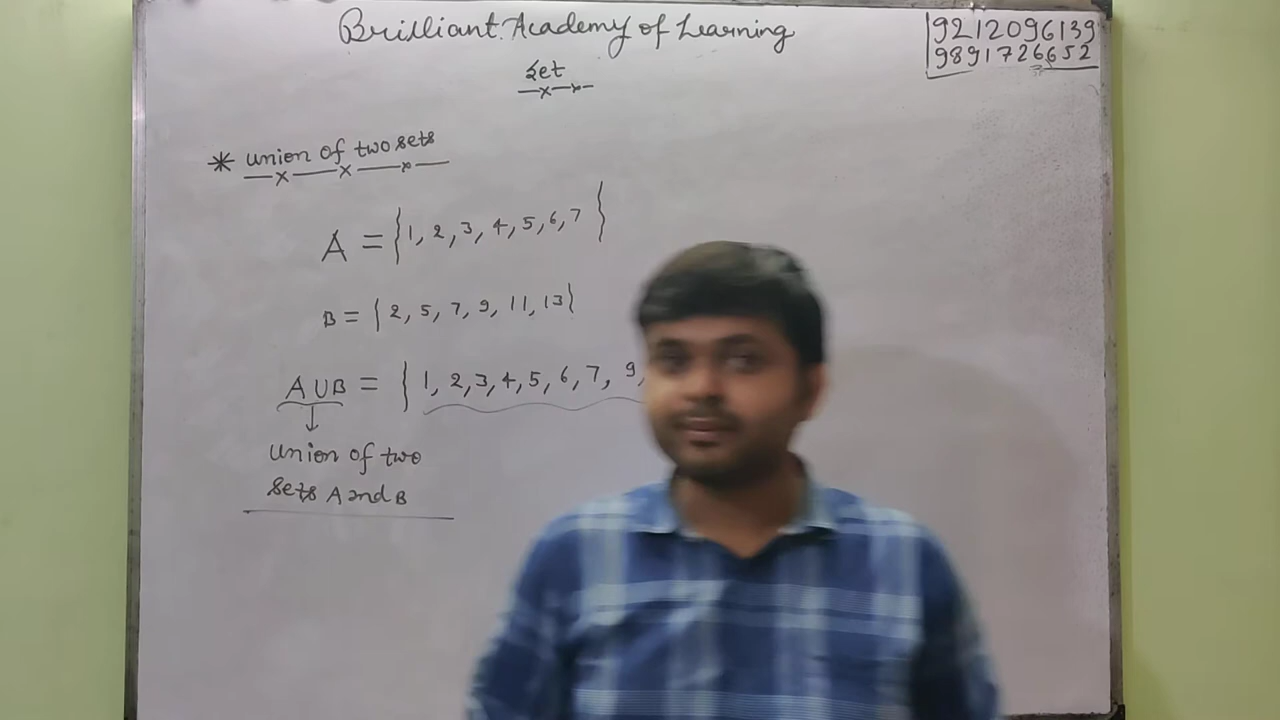 Brilliant Academy of Learning
9212096139
9891726652
Set
* union of two sets
A = {1, 2, 3, 4, 5, 6, 7}
B = {2, 5, 7, 9, 11, 13}
A ∪ B = { 1, 2, 3, 4, 5, 6, 7, 9,
union of two
sets A and B